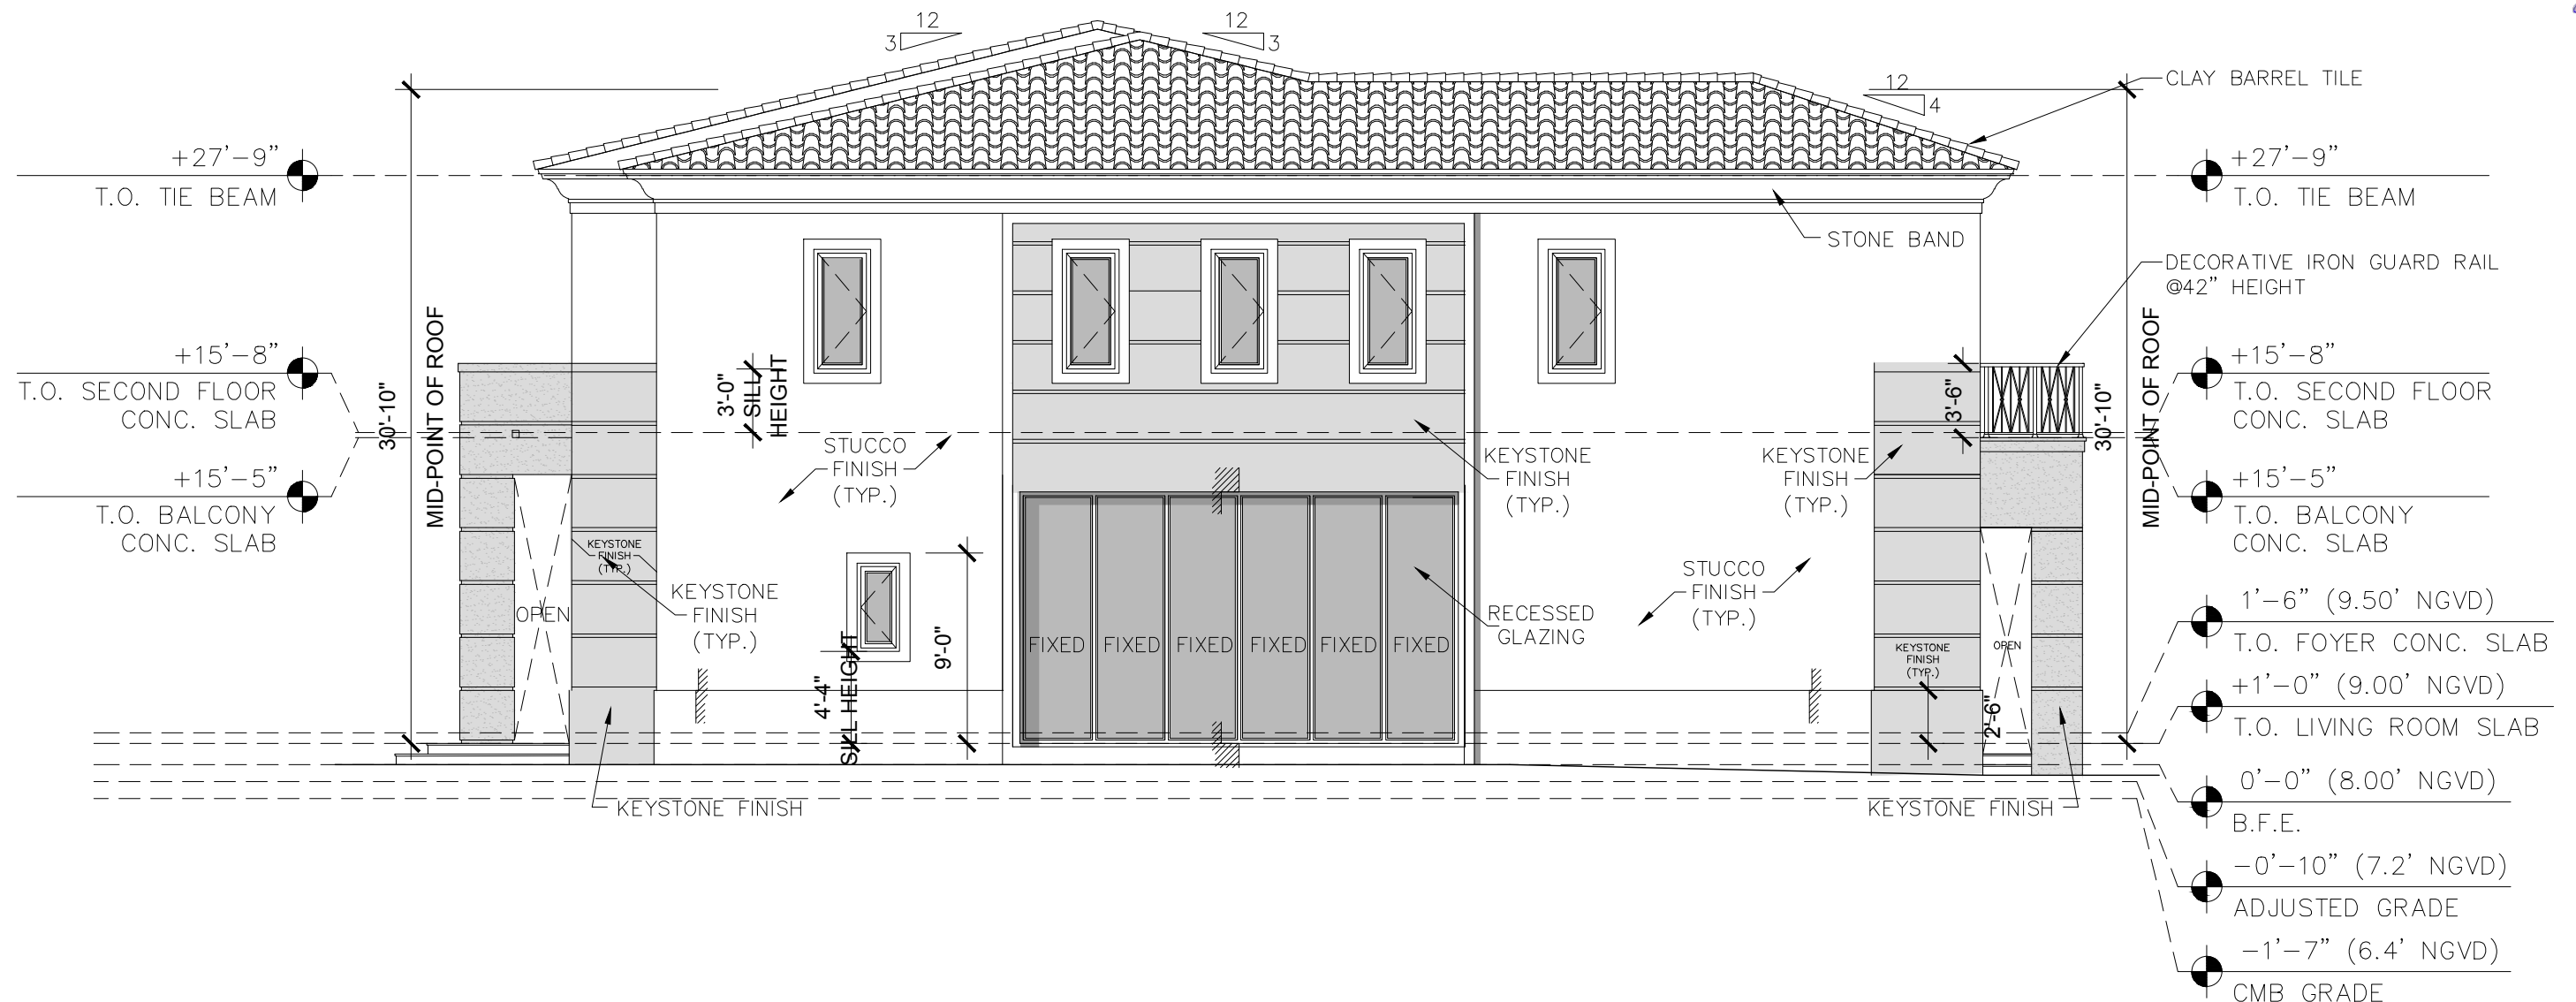 12
3
12
3
12
4
CLAY BARREL TILE
+27'-9"
T.O. TIE BEAM
+27'-9"
T.O. TIE BEAM
STONE BAND
DECORATIVE IRON GUARD RAIL
@42" HEIGHT
+15'-8"
T.O. SECOND FLOOR
CONC. SLAB
+15'-5"
T.O. BALCONY
CONC. SLAB
30'-10"
MID-POINT OF ROOF
3'-0"
SILL
HEIGHT
STUCCO
FINISH
(TYP.)
KEYSTONE
FINISH
(TYP.)
KEYSTONE
FINISH
(TYP.)
3'-6"
30'-10"
MID-POINT OF ROOF
+15'-8"
T.O. SECOND FLOOR
CONC. SLAB
+15'-5"
T.O. BALCONY
CONC. SLAB
KEYSTONE
FINISH
(TYP.)
OPEN
KEYSTONE
FINISH
(TYP.)
4'-4"
SILL HEIGHT
9'-0"
FIXED
FIXED
FIXED
FIXED
FIXED
FIXED
RECESSED
GLAZING
STUCCO
FINISH
(TYP.)
KEYSTONE
FINISH
(TYP.)
OPEN
2'-6"
1'-6" (9.50' NGVD)
T.O. FOYER CONC. SLAB
+1'-0" (9.00' NGVD)
T.O. LIVING ROOM SLAB
KEYSTONE FINISH
KEYSTONE FINISH
0'-0" (8.00' NGVD)
B.F.E.
-0'-10" (7.2' NGVD)
ADJUSTED GRADE
-1'-7" (6.4' NGVD)
CMB GRADE